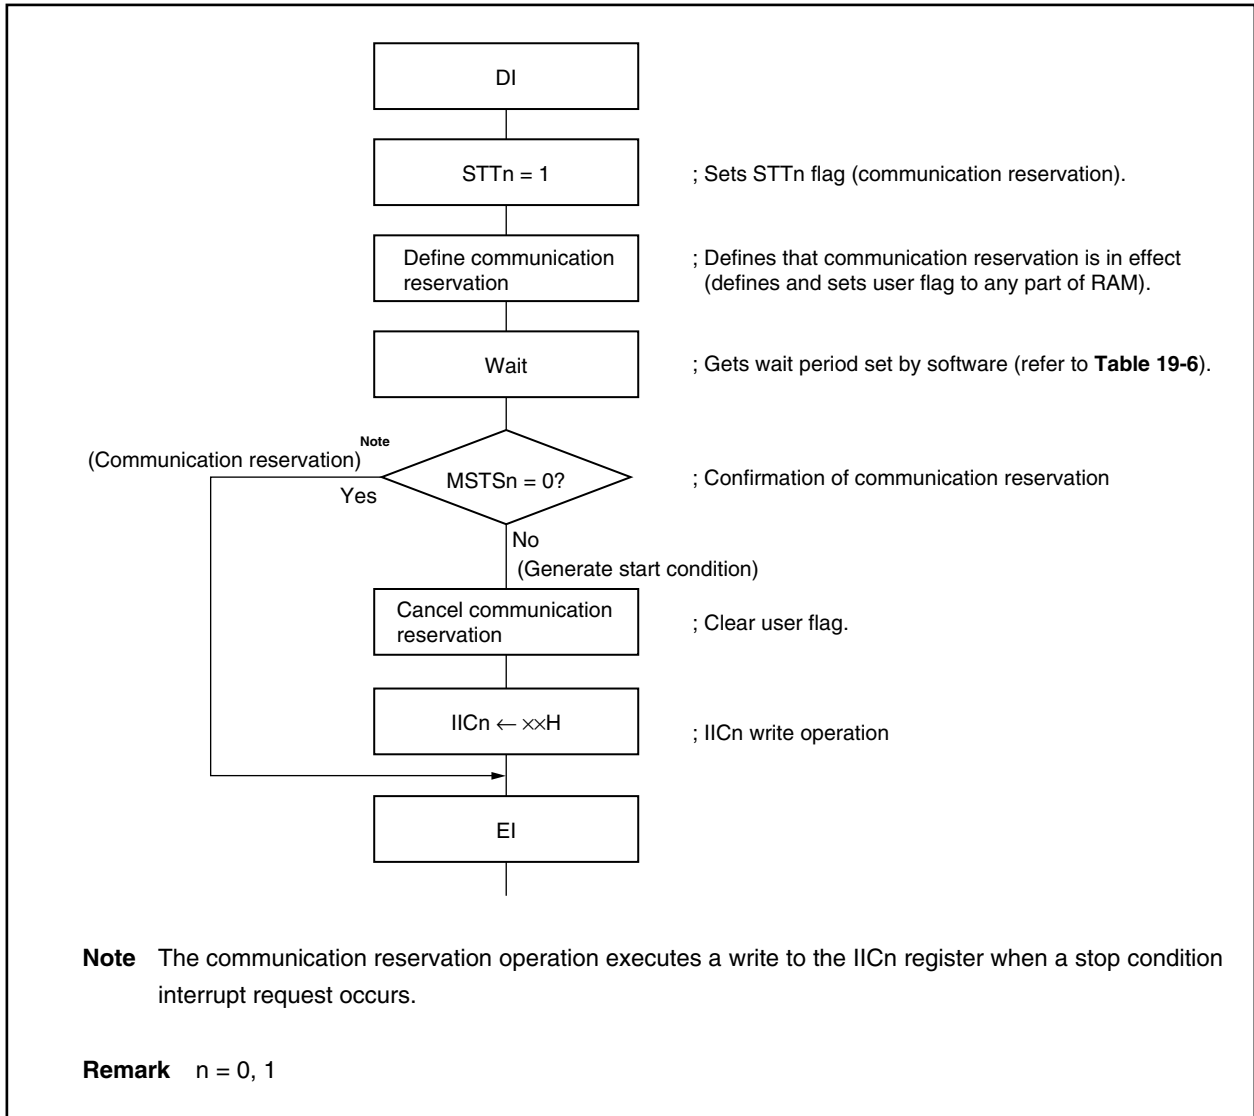 DI
STTn = 1
; Sets STTn flag (communication reservation).
Define communication
reservation
; Defines that communication reservation is in effect
(defines and sets user flag to any part of RAM).
Wait
; Gets wait period set by software (refer to Table 19-6).
(Communication reservation) Note
Yes
MSTSn = 0?
; Confirmation of communication reservation
No
(Generate start condition)
Cancel communication
reservation
; Clear user flag.
IICn ← ××H
; IICn write operation
EI
Note The communication reservation operation executes a write to the IICn register when a stop condition
interrupt request occurs.
Remark n = 0, 1